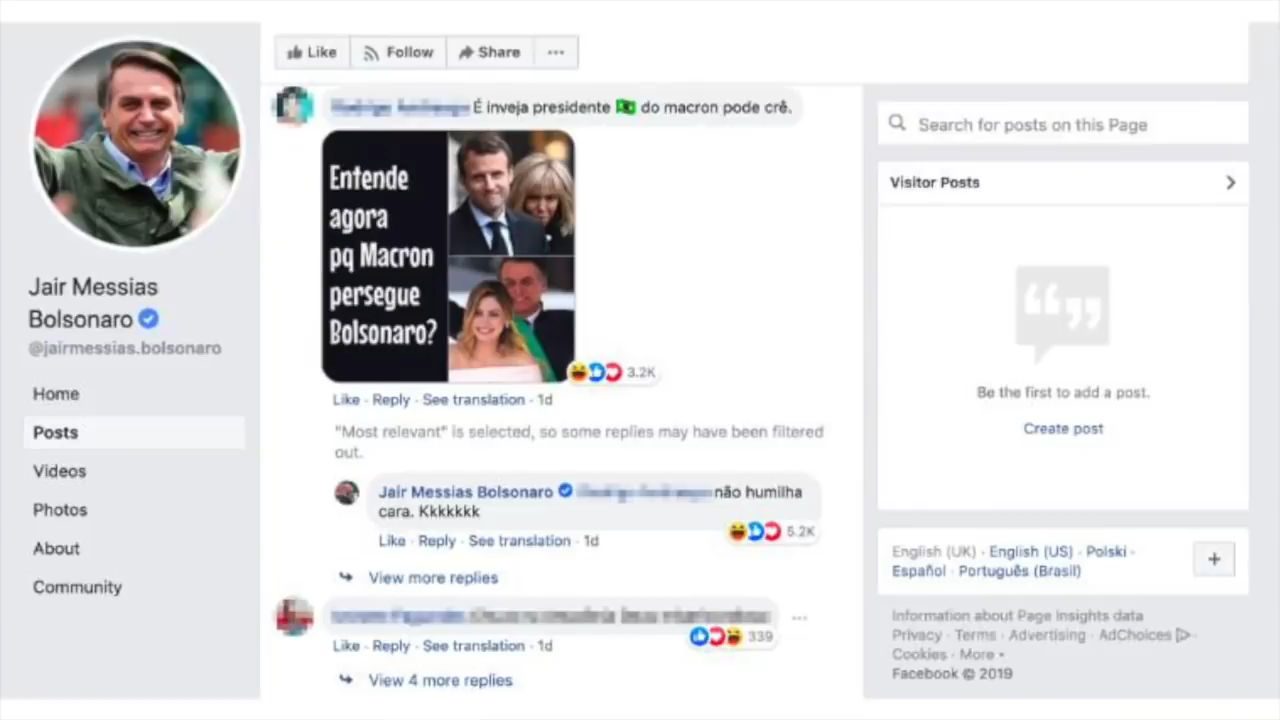 Like
Follow
Share
É inveja presidente do macron pode crê.
Entende
agora
pq Macron
persegue
Bolsonaro?
3.2K
Like · Reply · See translation · 1d
"Most relevant" is selected, so some replies may have been filtered
out.
Jair Messias Bolsonaro não humilha
cara. Kkkkkkk
5.2K
Like · Reply · See translation · 1d
View more replies
339
Like · Reply · See translation · 1d
View 4 more replies
Jair Messias
Bolsonaro
@jairmessias.bolsonaro
Home
Posts
Videos
Photos
About
Community
Search for posts on this Page
Visitor Posts
Be the first to add a post.
Create post
English (UK) · English (US) · Polski ·
Español · Português (Brasil)
Information about Page Insights data
Privacy · Terms · Advertising · AdChoices
Cookies · More
Facebook © 2019